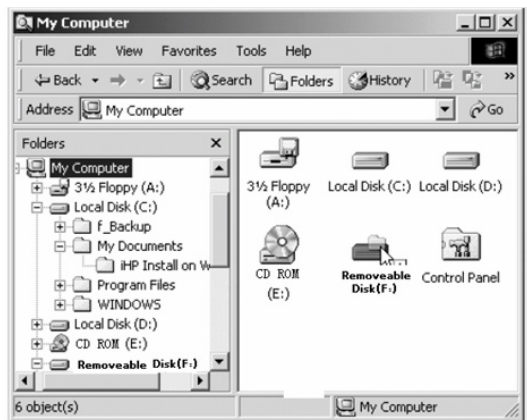 My Computer
File Edit View Favorites Tools Help
Back Search Folders History »
Address My Computer Go
Folders x
My Computer
3½ Floppy (A:)
Local Disk (C:)
f_Backup
My Documents
iHP Install on W
Program Files
WINDOWS
Local Disk (D:)
CD ROM (E:)
Removeable Disk(F:)
3½ Floppy (A:)
Local Disk (C:)
Local Disk (D:)
CD ROM (E:)
Removeable Disk(F:)
Control Panel
6 object(s)
My Computer